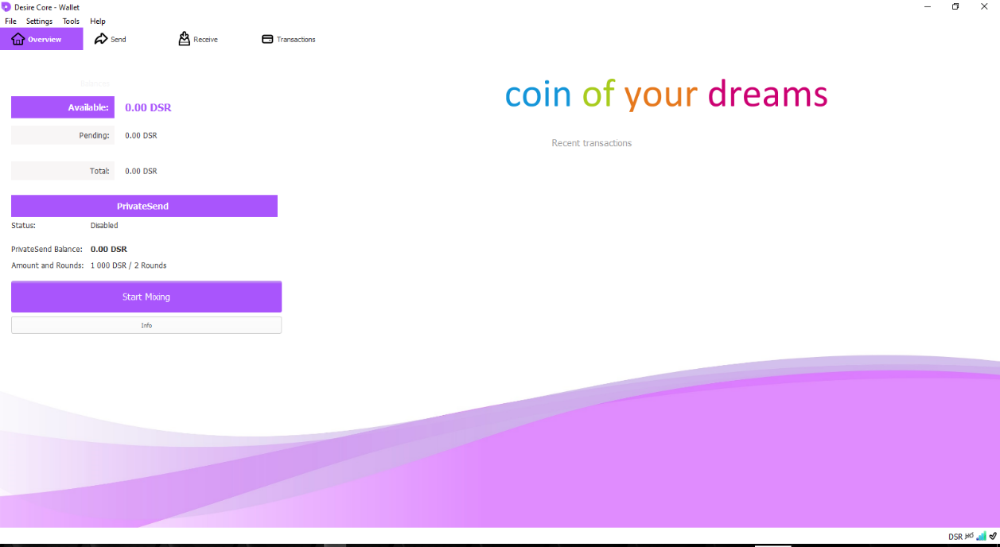 Desire Core - Wallet
File Settings Tools Help
Overview Send Receive Transactions
Balances
coin of your dreams
Available: 0.00 DSR
Pending: 0.00 DSR
Recent transactions
Total: 0.00 DSR
PrivateSend
Status: Disabled
PrivateSend Balance: 0.00 DSR
Amount and Rounds: 1 000 DSR / 2 Rounds
Start Mixing
Info
DSR HD